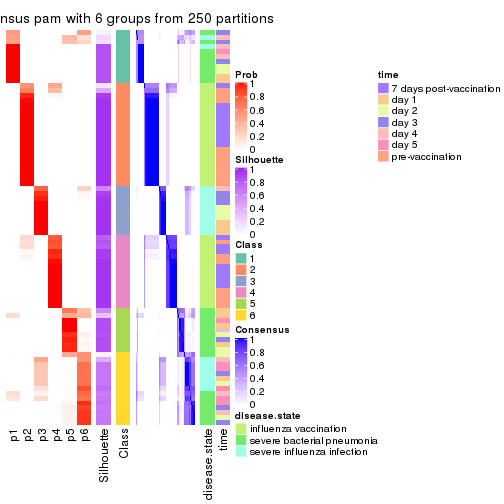 nsus pam with 6 groups from 250 partitions
Prob
1
0.8
0.6
0.4
0.2
0
Silhouette
1
0.8
0.6
0.4
0.2
0
Class
1
2
3
4
5
6
Consensus
1
0.8
0.6
0.4
0.2
0
disease.state
influenza vaccination
severe bacterial pneumonia
severe influenza infection
time
7 days post-vaccination
day 1
day 2
day 3
day 4
day 5
pre-vaccination
p1
p2
p3
p4
p5
p6
Silhouette
Class
disease.state
time